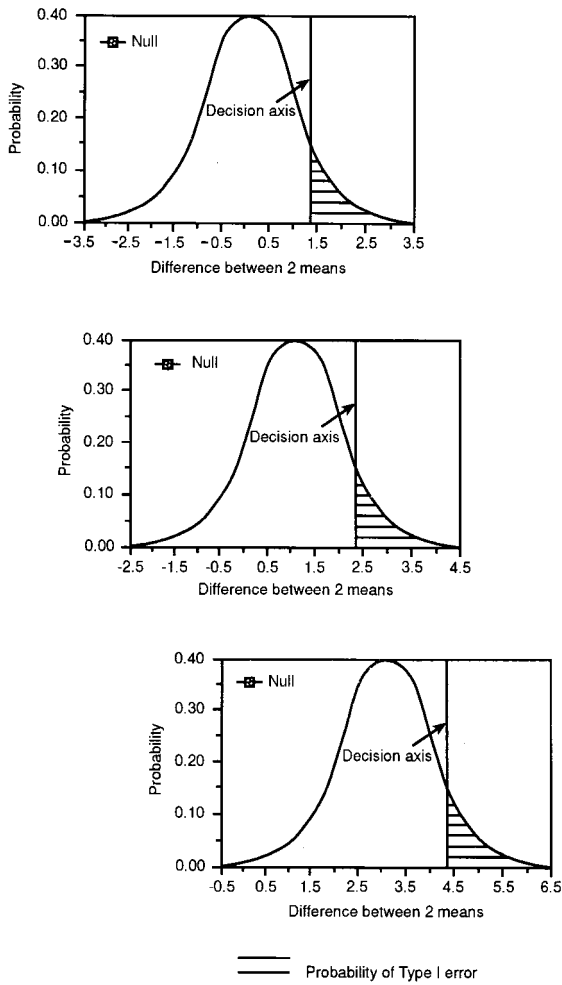 0.40
Null
0.30
Decision axis
0.20
0.10
0.00
Probability
-3.5 -2.5 -1.5 -0.5 0.5 1.5 2.5 3.5
Difference between 2 means
0.40
Null
0.30
Decision axis
0.20
0.10
0.00
Probability
-2.5 -1.5 -0.5 0.5 1.5 2.5 3.5 4.5
Difference between 2 means
0.40
Null
0.30
Decision axis
0.20
0.10
0.00
Probability
-0.5 0.5 1.5 2.5 3.5 4.5 5.5 6.5
Difference between 2 means
Probability of Type I error